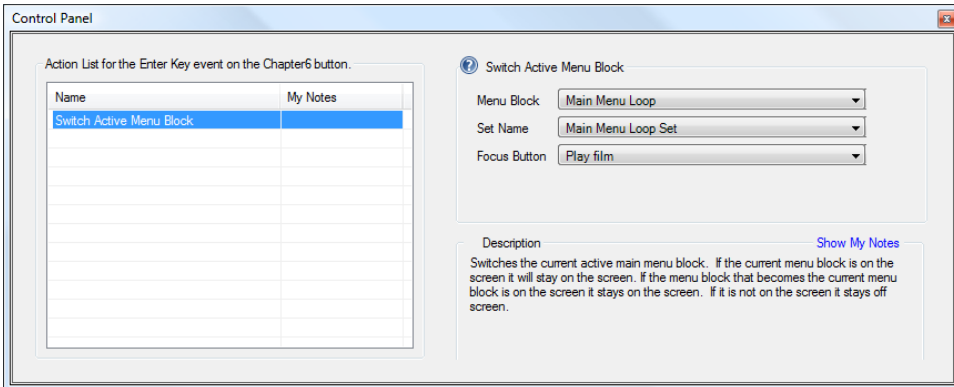 Control Panel
Action List for the Enter Key event on the Chapter6 button.
Name My Notes
Switch Active Menu Block
Switch Active Menu Block
Menu Block Main Menu Loop
Set Name Main Menu Loop Set
Focus Button Play film
Description Show My Notes
Switches the current active main menu block. If the current menu block is on the
screen it will stay on the screen. If the menu block that becomes the current menu
block is on the screen it stays on the screen. If it is not on the screen it stays off
screen.